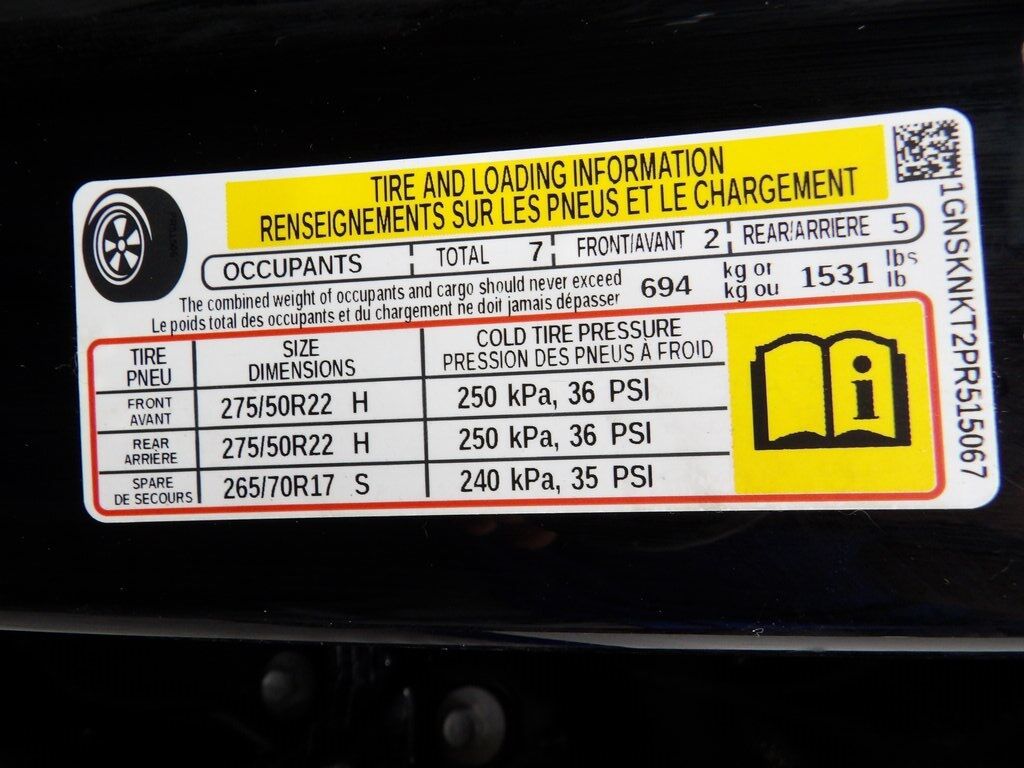 TIRE AND LOADING INFORMATION
RENSEIGNEMENTS SUR LES PNEUS ET LE CHARGEMENT
OCCUPANTS TOTAL 7 FRONT/AVANT 2 REAR/ARRIERE 5
The combined weight of occupants and cargo should never exceed 694 kg or 1531 lbs
Le poids total des occupants et du chargement ne doit jamais dépasser kg ou lb
TIRE SIZE COLD TIRE PRESSURE
PNEU DIMENSIONS PRESSION DES PNEUS À FROID
FRONT
AVANT 275/50R22 H 250 kPa, 36 PSI
REAR
ARRIÈRE 275/50R22 H 250 kPa, 36 PSI
SPARE
DE SECOURS 265/70R17 S 240 kPa, 35 PSI
i
1GNSKNKT2PR515067